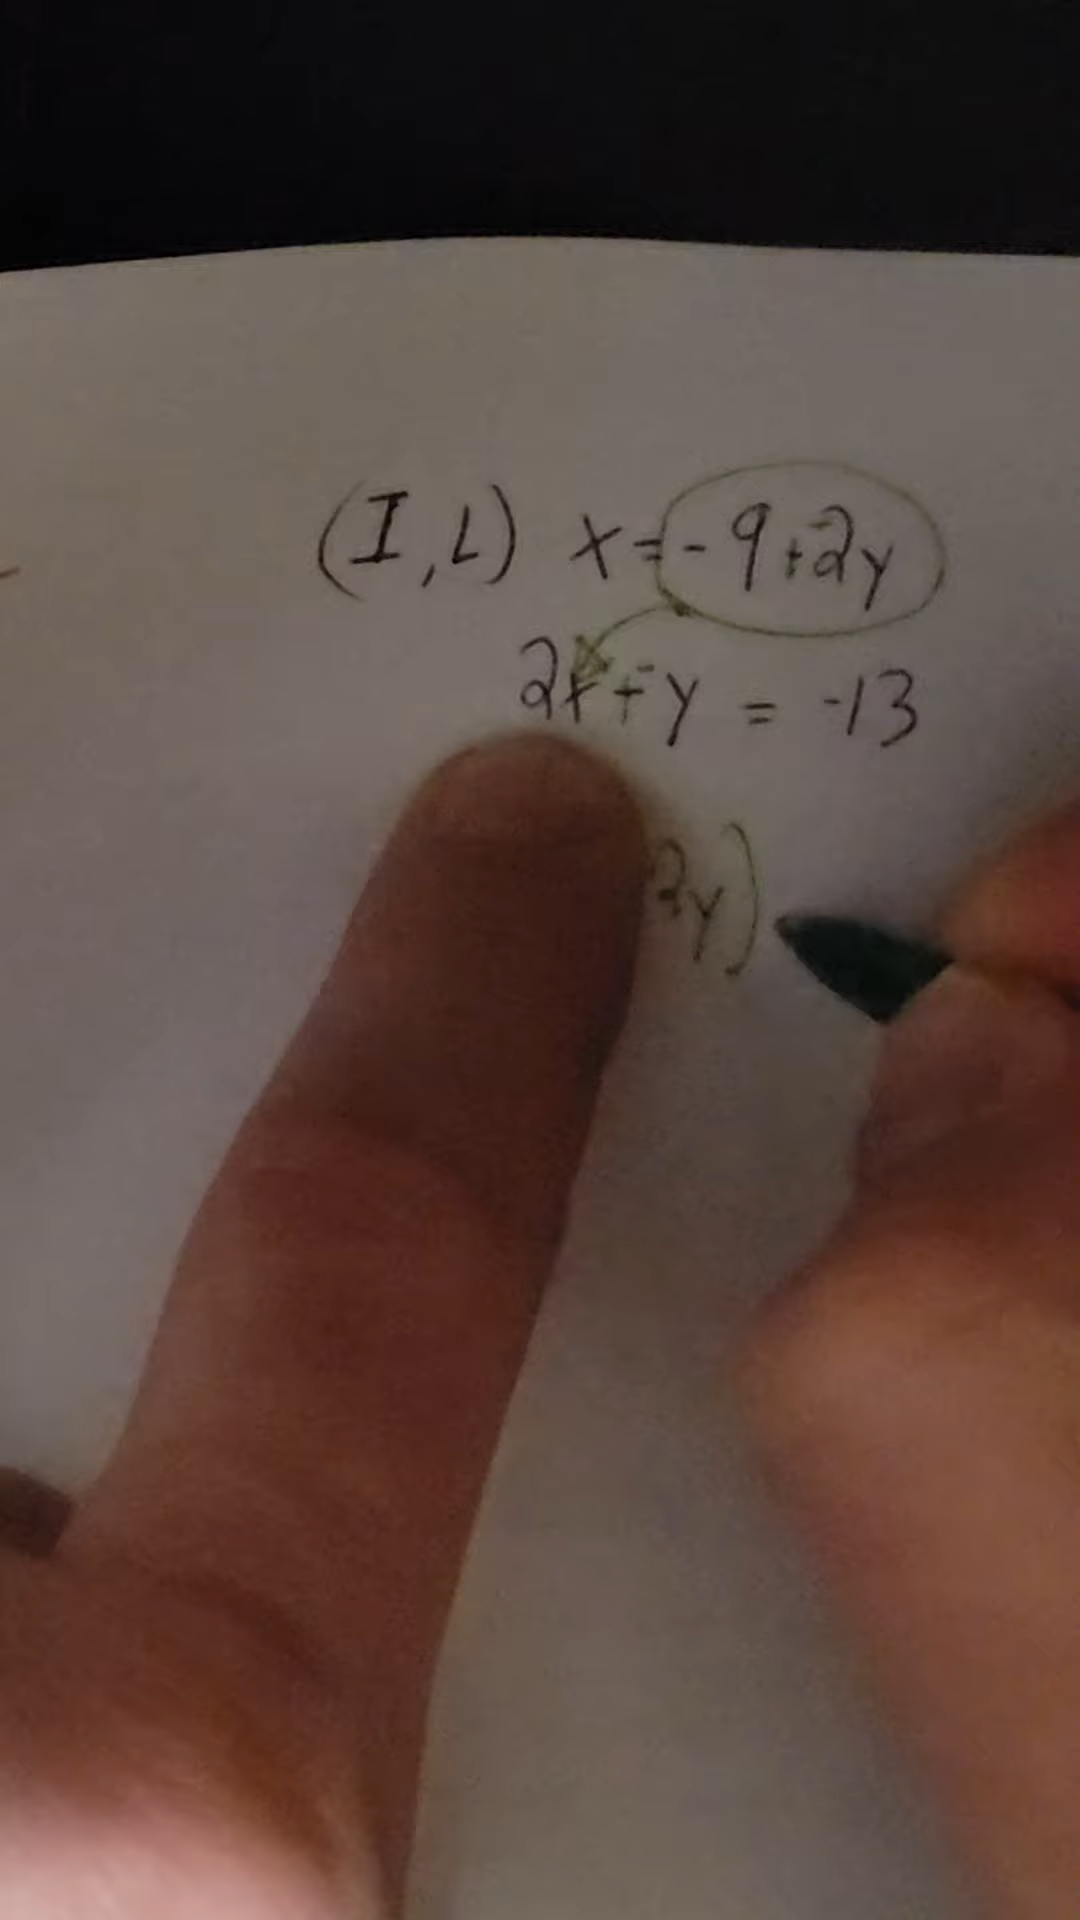 (I, L) x = -9 + 2y
2x + -y = -13
2y)